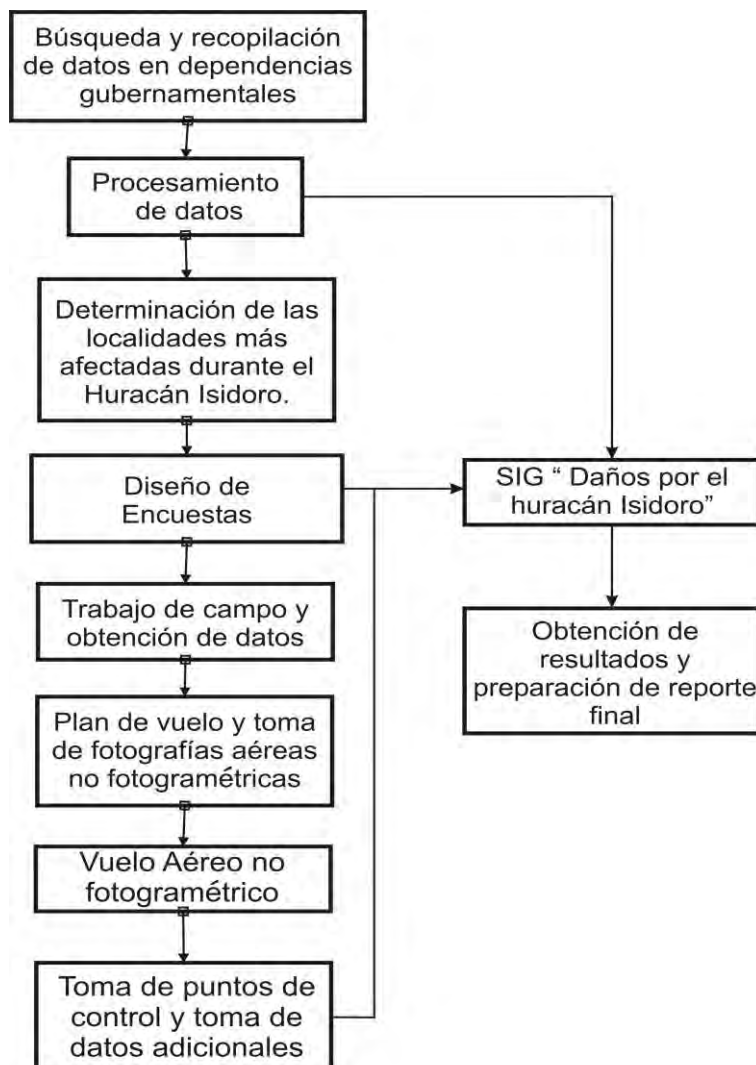 Búsqueda y recopilación
de datos en dependencias
gubernamentales
Procesamiento
de datos
Determinación de las
localidades más
afectadas durante el
Huracán Isidoro.
Diseño de
Encuestas
Trabajo de campo y
obtención de datos
Plan de vuelo y toma
de fotografías aéreas
no fotogramétricas
Vuelo Aéreo no
fotogramétrico
Toma de puntos de
control y toma de
datos adicionales
SIG “ Daños por el
huracán Isidoro”
Obtención de
resultados y
preparación de reporte
final